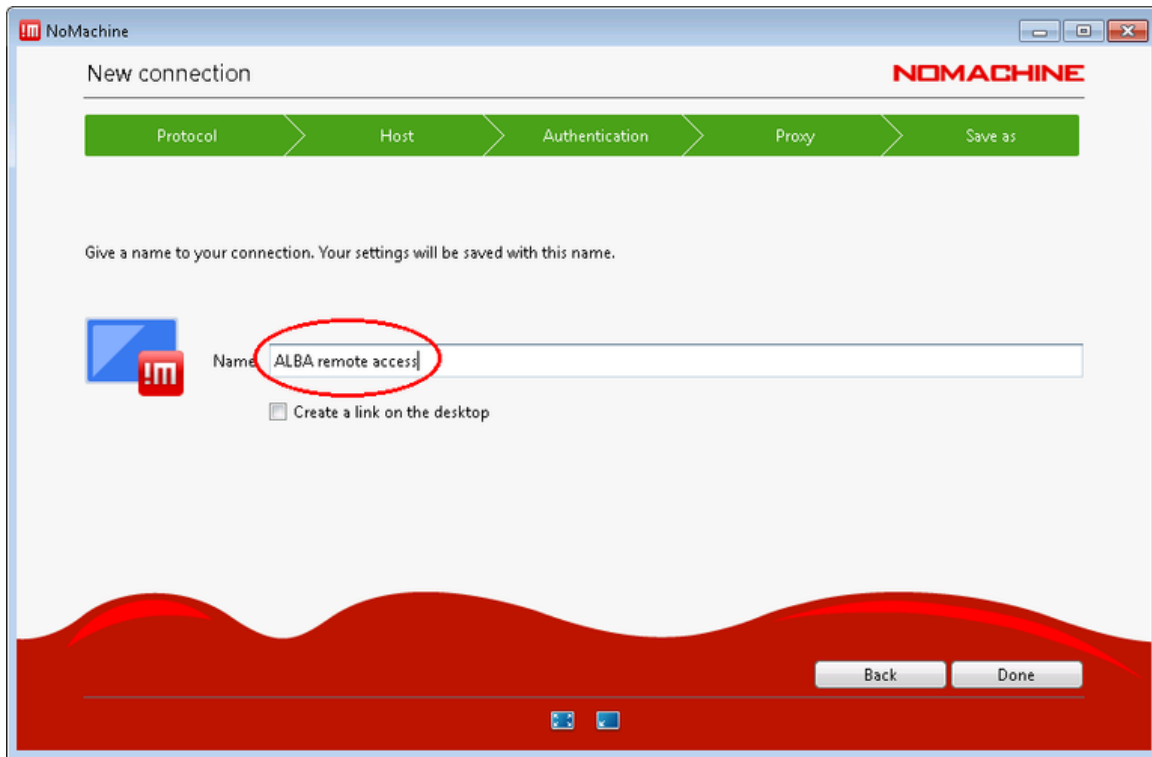 !m NoMachine
New connection
NOMACHINE
Protocol
Host
Authentication
Proxy
Save as
Give a name to your connection. Your settings will be saved with this name.
!m
Name ALBA remote access
Create a link on the desktop
Back
Done